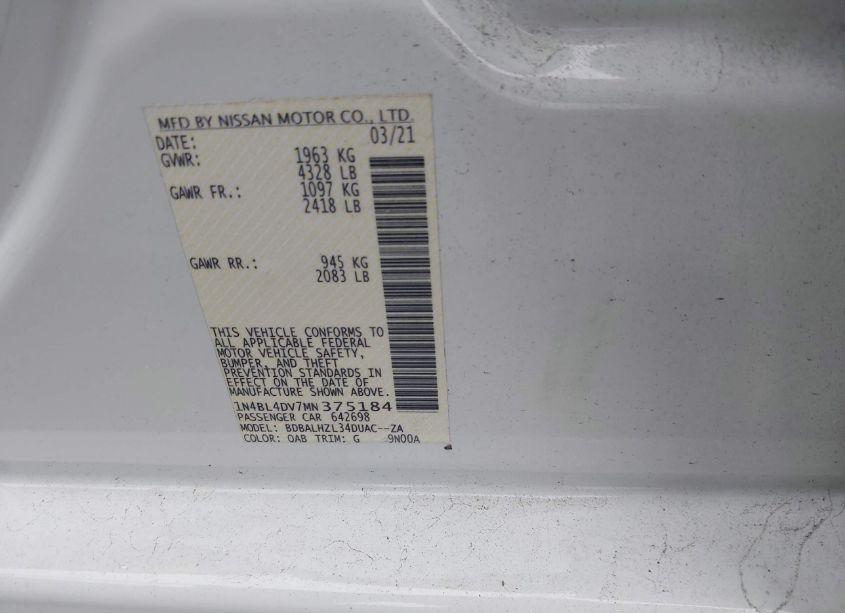 MFD BY NISSAN MOTOR CO., LTD.
DATE: 03/21
GVWR: 1963 KG
4328 LB
GAWR FR.: 1097 KG
2418 LB
GAWR RR.: 945 KG
2083 LB
THIS VEHICLE CONFORMS TO
ALL APPLICABLE FEDERAL
MOTOR VEHICLE SAFETY,
BUMPER, AND THEFT
PREVENTION STANDARDS IN
EFFECT ON THE DATE OF
MANUFACTURE SHOWN ABOVE.
1N4BL4DV7MN375184
PASSENGER CAR 642698
MODEL: BDBALHZL34DUAC--ZA
COLOR: QAB TRIM: G 9N00A